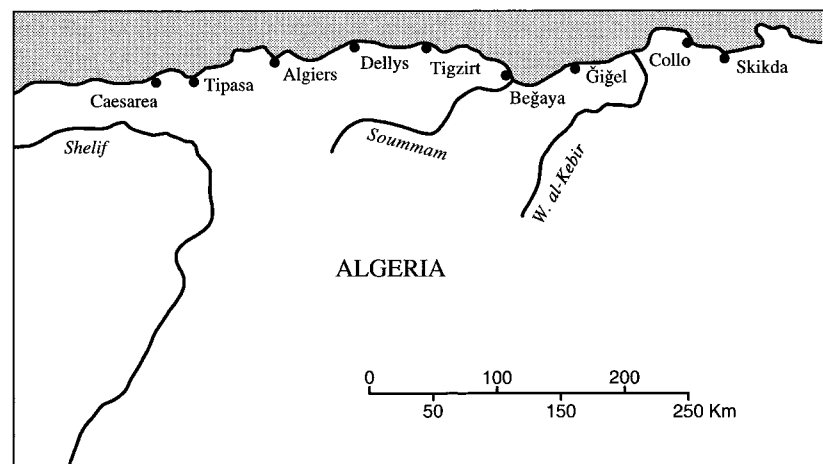 Caesarea
Tipasa
Algiers
Dellys
Tigzirt
Beğaya
Ğiğel
Collo
Skikda
Shelif
Soummam
W. al-Kebir
ALGERIA
0 100 200
50 150 250 Km